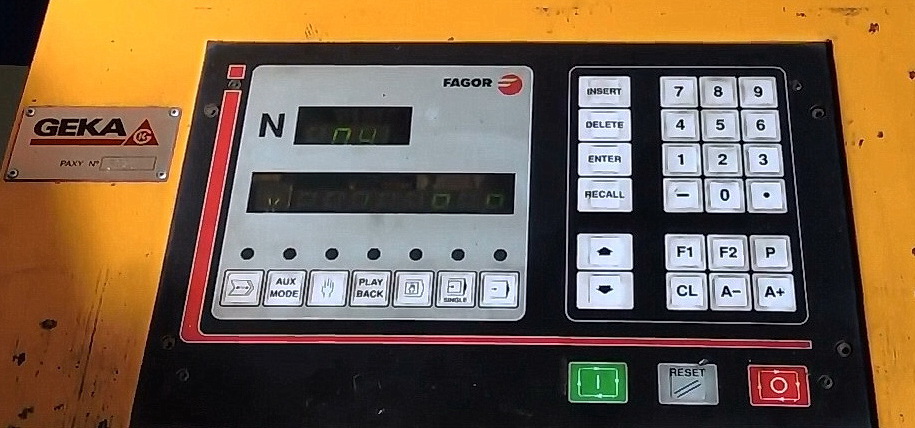 FAGOR
GEKA
GK
PAXY Nº
N
AUX
MODE
PLAY
BACK
SINGLE
INSERT
7
8
9
DELETE
4
5
6
ENTER
1
2
3
RECALL
-
0
•
F1
F2
P
CL
A-
A+
I
RESET
O